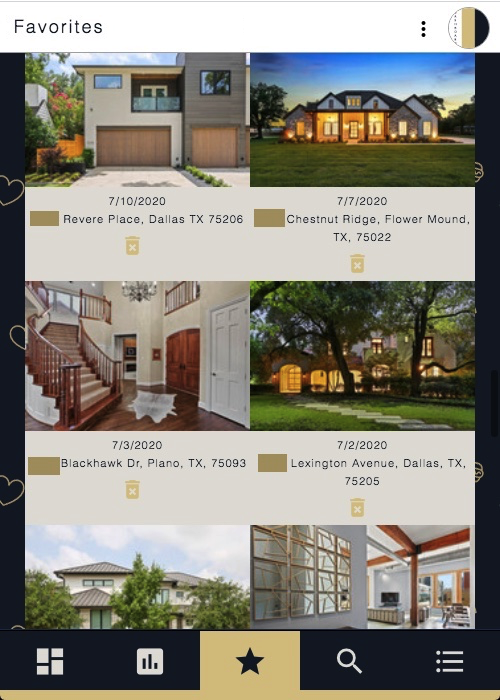 Favorites
7/10/2020
Revere Place, Dallas TX 75206
7/7/2020
Chestnut Ridge, Flower Mound,
TX, 75022
7/3/2020
Blackhawk Dr, Plano, TX, 75093
7/2/2020
Lexington Avenue, Dallas, TX,
75205